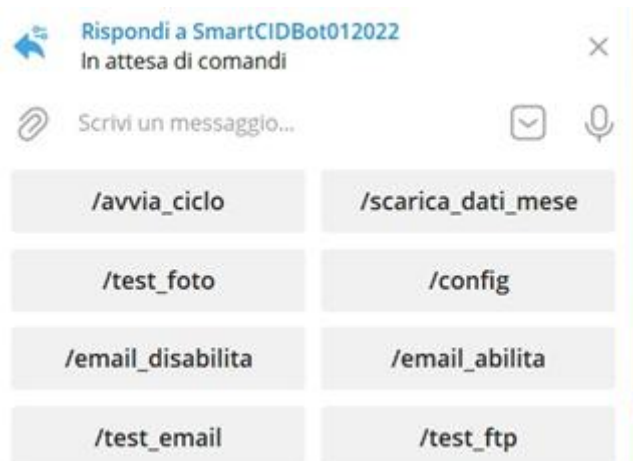 Rispondi a SmartCIDBot012022
In attesa di comandi
Scrivi un messaggio...
/avvia_ciclo
/scarica_dati_mese
/test_foto
/config
/email_disabilita
/email_abilita
/test_email
/test_ftp